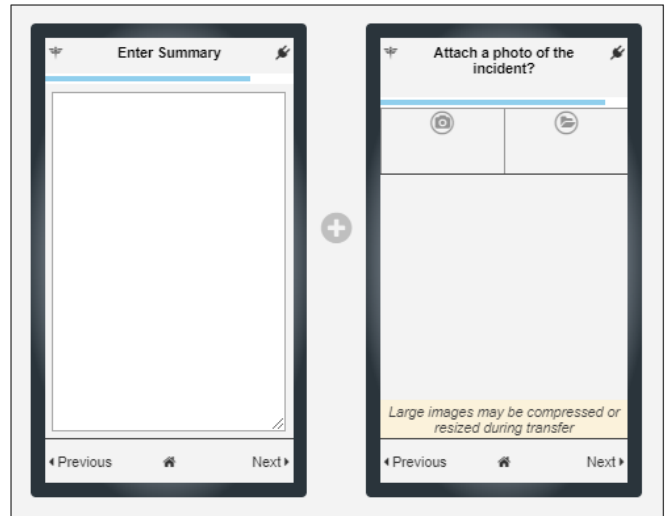 Enter Summary
Previous
Next
Attach a photo of the
incident?
Large images may be compressed or
resized during transfer
Previous
Next